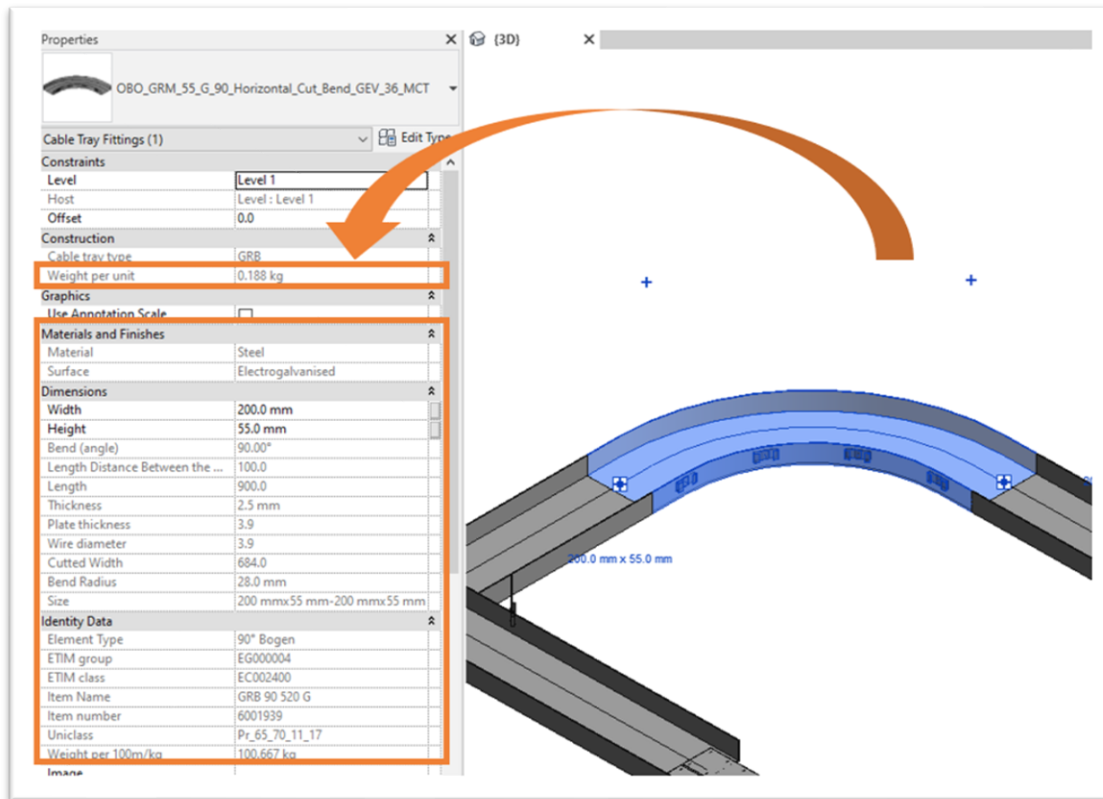 Properties
{3D}
OBO_GRM_55_G_90_Horizontal_Cut_Bend_GEV_36_MCT
Cable Tray Fittings (1)
Edit Type
Constraints
Level Level 1
Host Level : Level 1
Offset 0.0
Construction
Cable tray type GRB
Weight per unit 0.188 kg
Graphics
Use Annotation Scale
Materials and Finishes
Material Steel
Surface Electrogalvanised
Dimensions
Width 200.0 mm
Height 55.0 mm
Bend (angle) 90.00°
Length Distance Between the ... 100.0
Length 900.0
Thickness 2.5 mm
Plate thickness 3.9
Wire diameter 3.9
Cutted Width 684.0
Bend Radius 28.0 mm
Size 200 mmx55 mm-200 mmx55 mm
Identity Data
Element Type 90° Bogen
ETIM group EG000004
ETIM class EC002400
Item Name GRB 90 520 G
Item number 6001939
Uniclass Pr_65_70_11_17
Weight per 100m/kg 100.667 kg
Image
200.0 mm x 55.0 mm